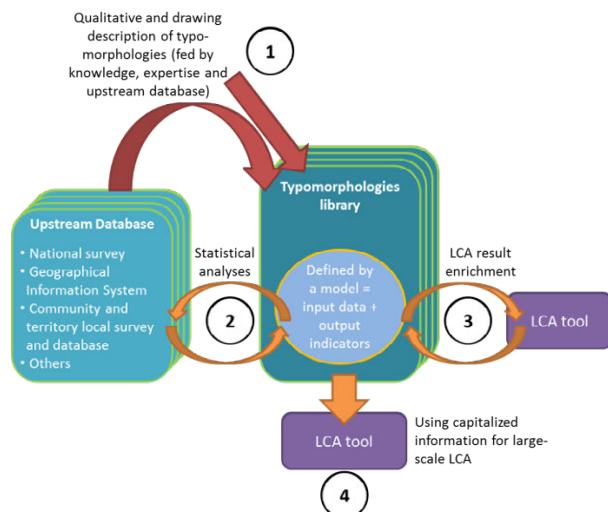 Qualitative and drawing
description of typo-
morphologies (fed by
knowledge, expertise and
upstream database)
1
Typomorphologies
library
Upstream Database
• National survey
• Geographical
Information System
• Community and
territory local survey
and database
• Others
Statistical
analyses
2
Defined by
a model =
input data +
output
indicators
LCA result
enrichment
3
LCA tool
LCA tool
Using capitalized
information for large-
scale LCA
4